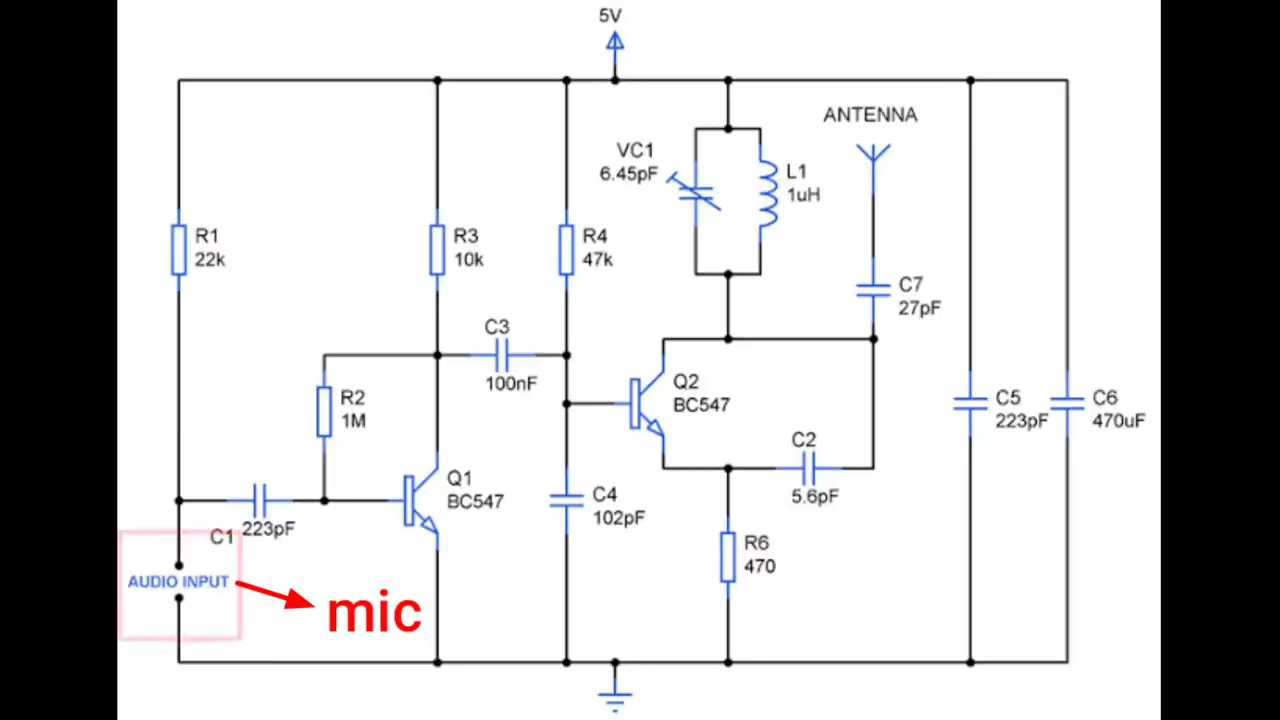 5V
ANTENNA
VC1
6.45pF
L1
1uH
R1
22k
R3
10k
R4
47k
C7
27pF
C3
100nF
R2
1M
Q2
BC547
C5
223pF
C6
470uF
C2
5.6pF
Q1
BC547
C4
102pF
C1
223pF
R6
470
AUDIO INPUT
mic